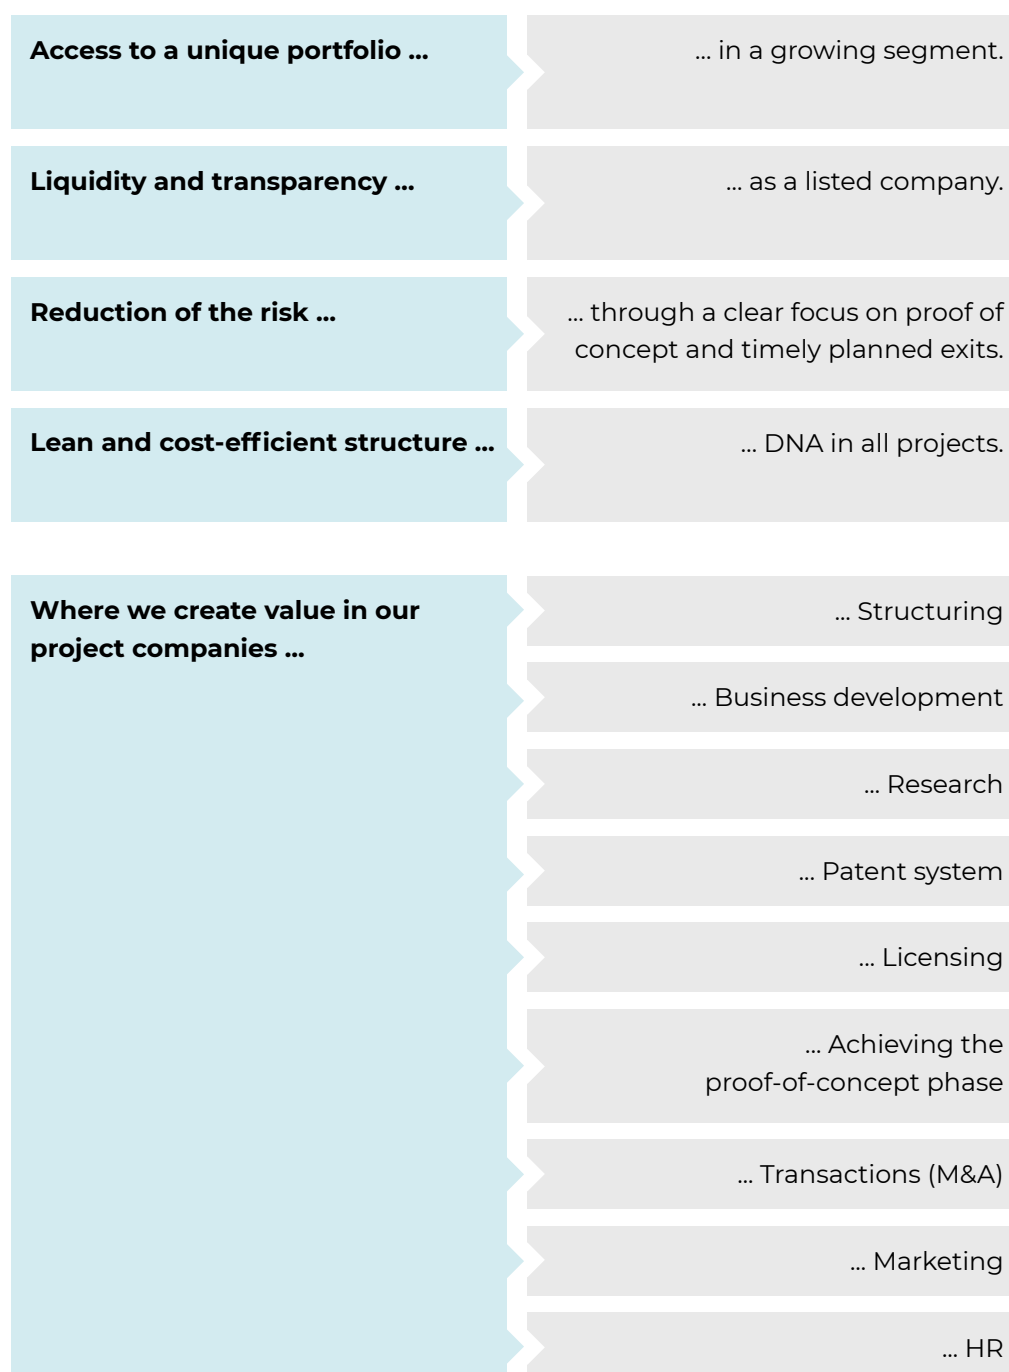 Access to a unique portfolio ...
... in a growing segment.
Liquidity and transparency ...
... as a listed company.
Reduction of the risk ...
... through a clear focus on proof of
concept and timely planned exits.
Lean and cost-efficient structure ...
... DNA in all projects.
Where we create value in our
project companies ...
... Structuring
... Business development
... Research
... Patent system
... Licensing
... Achieving the
proof-of-concept phase
... Transactions (M&A)
... Marketing
... HR